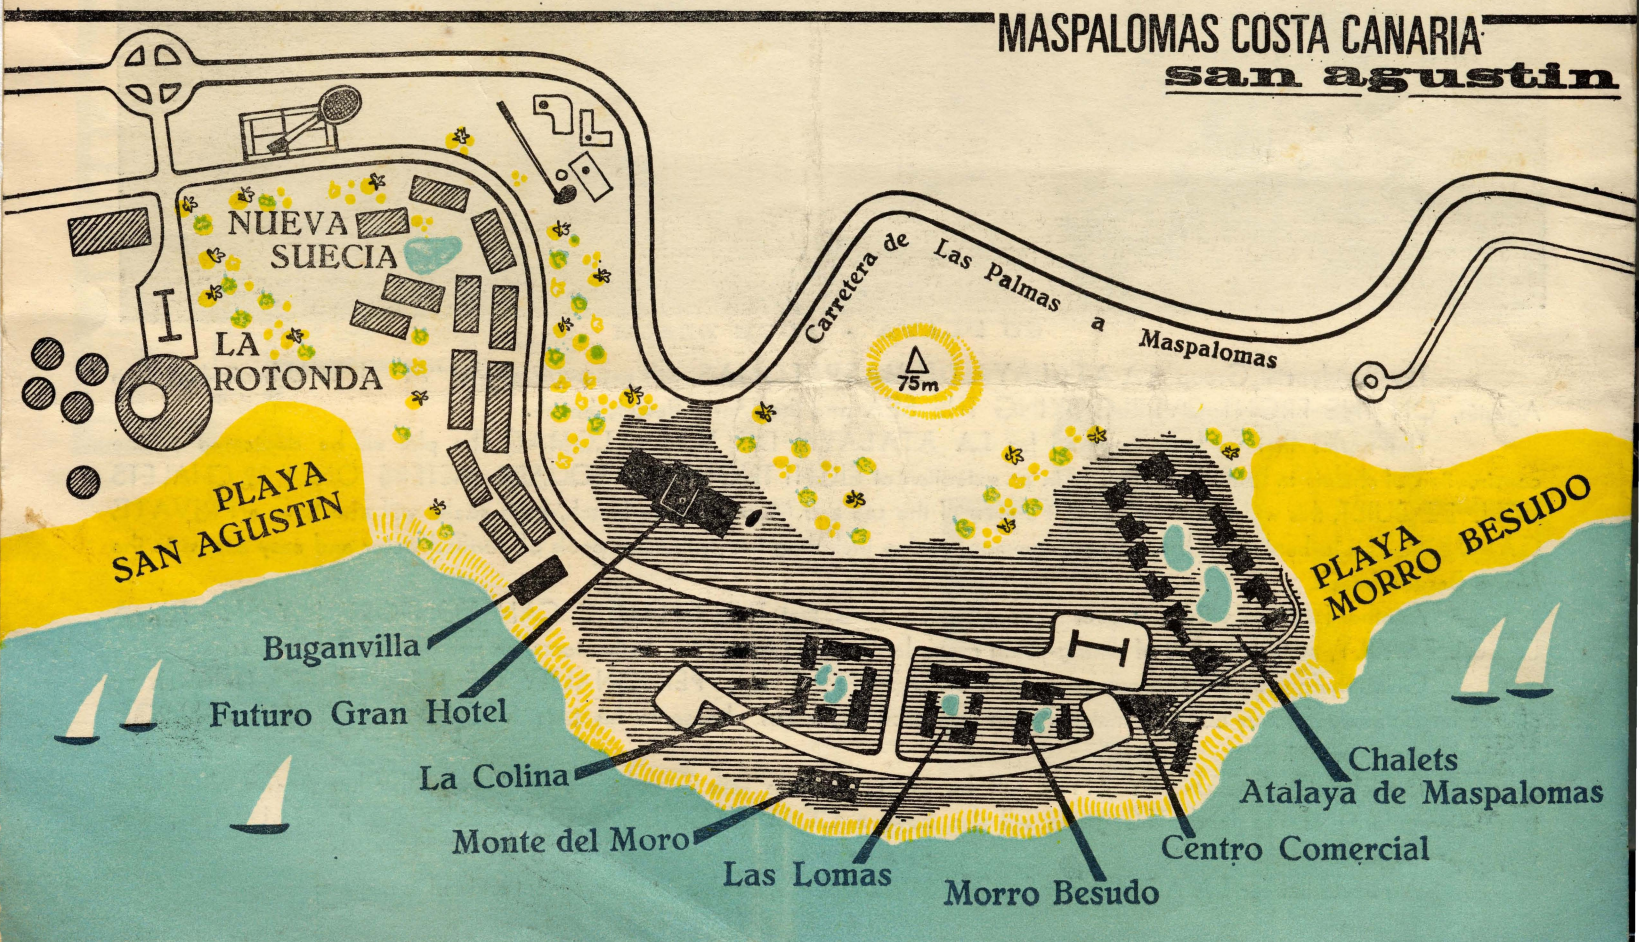 MASPALOMAS COSTA CANARIA
san agustin
NUEVA
SUECIA
LA
ROTONDA
Carretera de Las Palmas a Maspalomas
75m
PLAYA
SAN AGUSTIN
PLAYA
MORRO BESUDO
Buganvilla
Futuro Gran Hotel
La Colina
Monte del Moro
Las Lomas
Morro Besudo
Centro Comercial
Chalets
Atalaya de Maspalomas